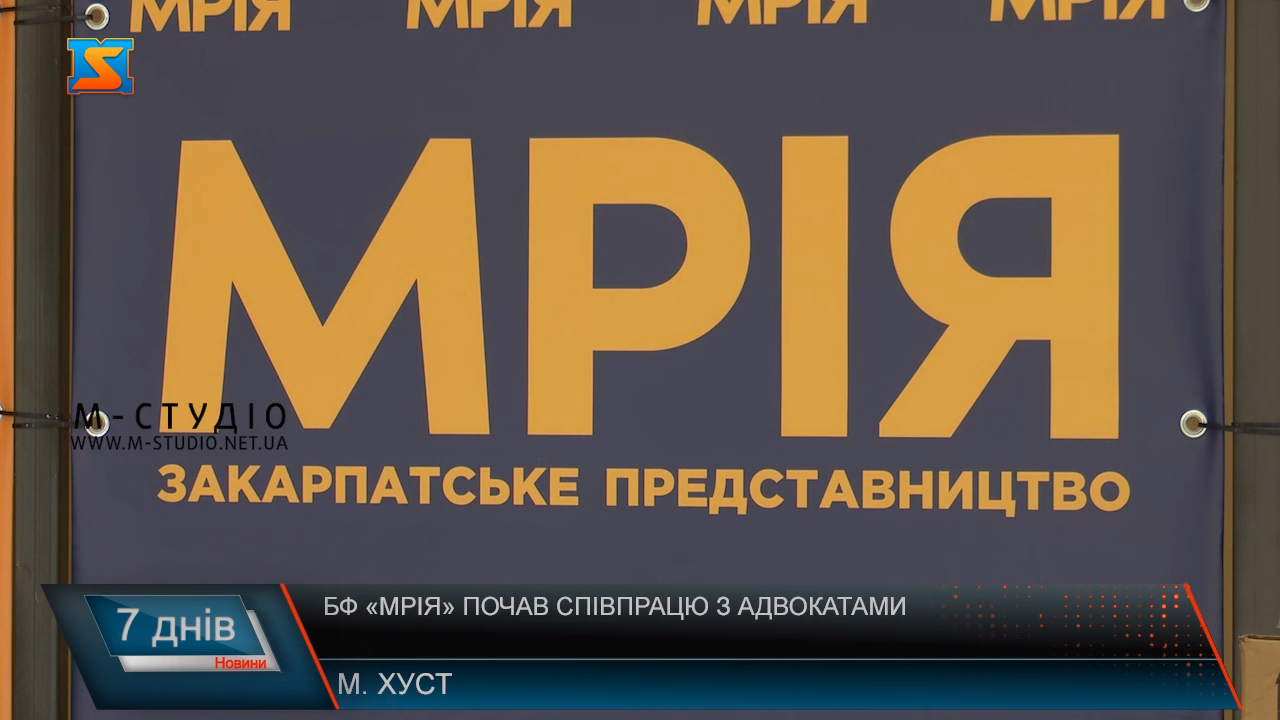 МРІЯ МРІЯ МРІЯ МРІЯ
МРІЯ
М-СТУДІО
WWW.M-STUDIO.NET.UA
ЗАКАРПАТСЬКЕ ПРЕДСТАВНИЦТВО
БФ «МРІЯ» ПОЧАВ СПІВПРАЦЮ З АДВОКАТАМИ
7 днів
Новини
М. ХУСТ